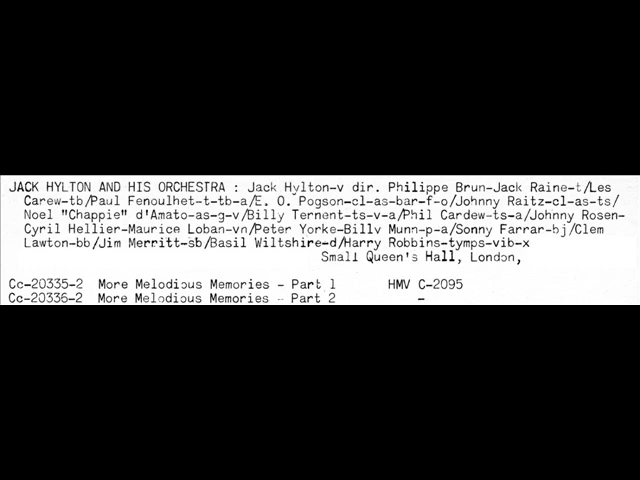 JACK HYLTON AND HIS ORCHESTRA : Jack Hylton-v dir. Philippe Brun-Jack Raine-t/Les
Carew-tb/Paul Fenoulhet-t-tb-a/E. O. Pogson-cl-as-bar-f-o/Johnny Raitz-cl-as-ts/
Noel "Chappie" d'Amato-as-g-v/Billy Ternent-ts-v-a/Phil Cardew-ts-a/Johnny Rosen-
Cyril Hellier-Maurice Loban-vn/Peter Yorke-Billy Munn-p-a/Sonny Farrar-bj/Clem
Lawton-bb/Jim Merritt-sb/Basil Wiltshire-d/Harry Robbins-tymps-vib-x
Small Queen's Hall, London,
Cc-20335-2 More Melodious Memories - Part 1 HMV C-2095
Cc-20336-2 More Melodious Memories - Part 2 -